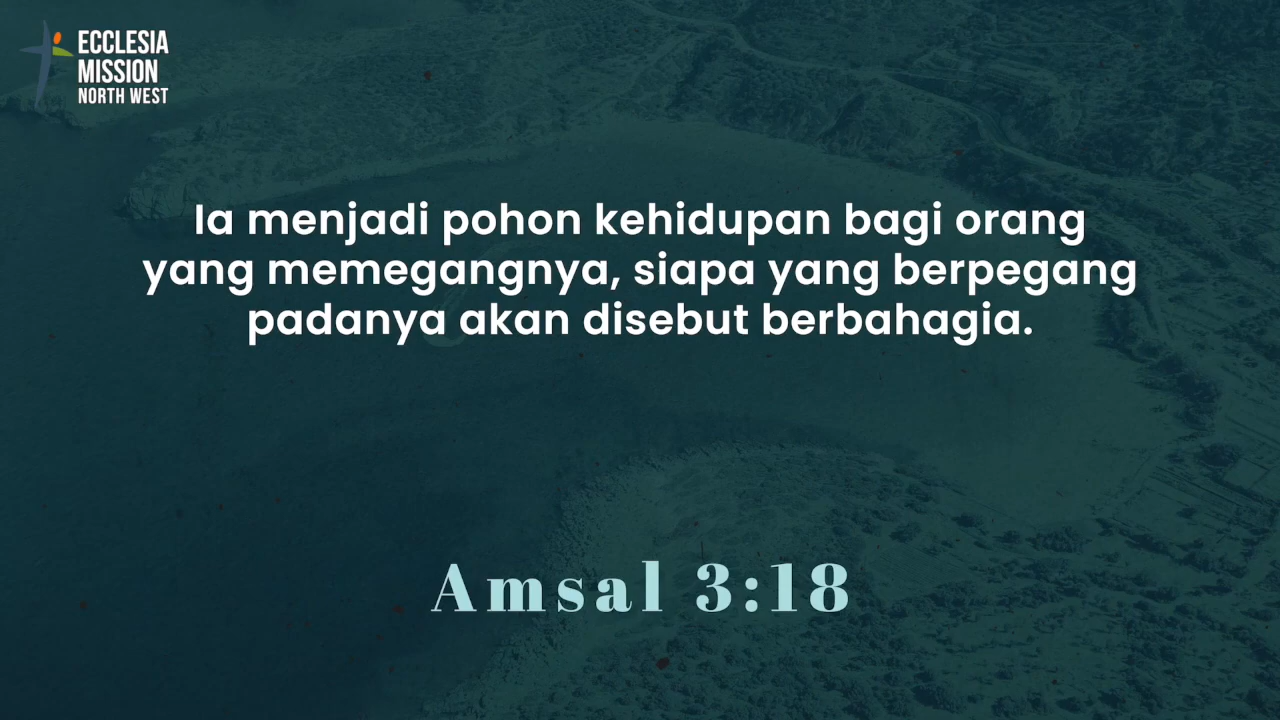 ECCLESIA
MISSION
NORTH WEST
Ia menjadi pohon kehidupan bagi orang
yang memegangnya, siapa yang berpegang
padanya akan disebut berbahagia.
Amsal 3:18